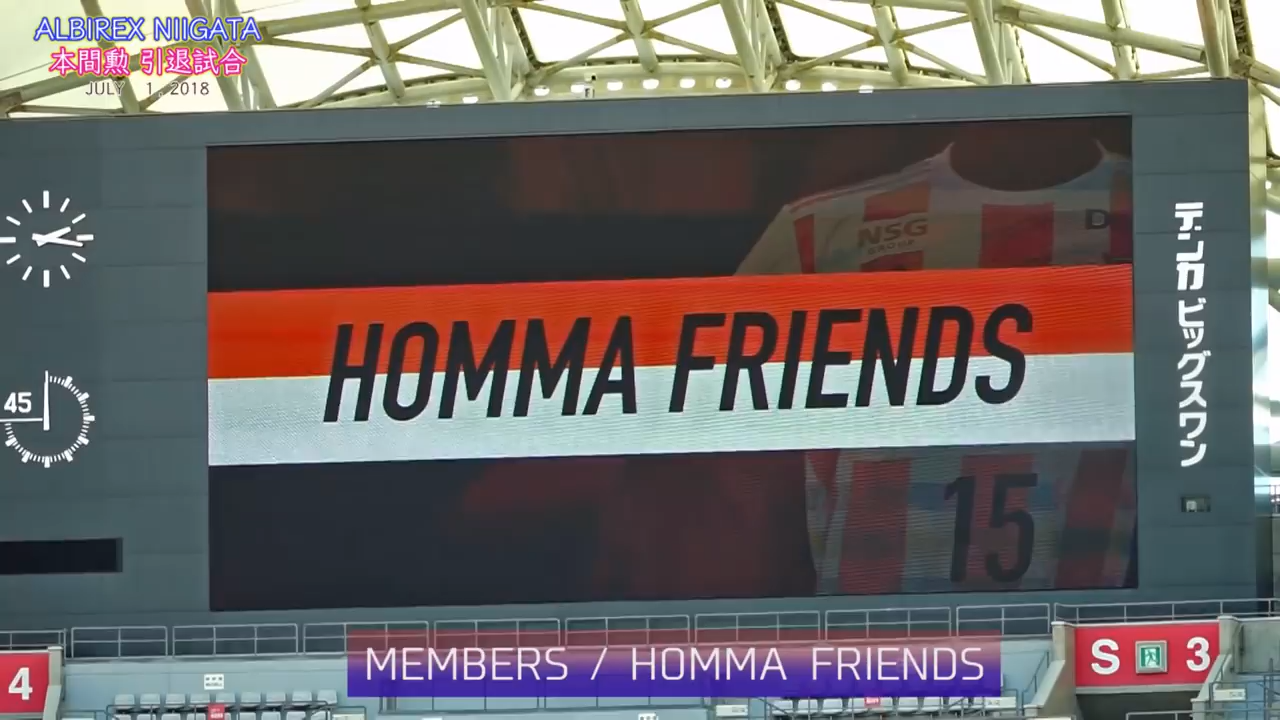 ALBIREX NIIGATA
本間勲 引退試合
JULY 1, 2018
NSG
GROUP
D
HOMMA FRIENDS
15
45
デンカビッグスワン
4
S 3
MEMBERS / HOMMA FRIENDS